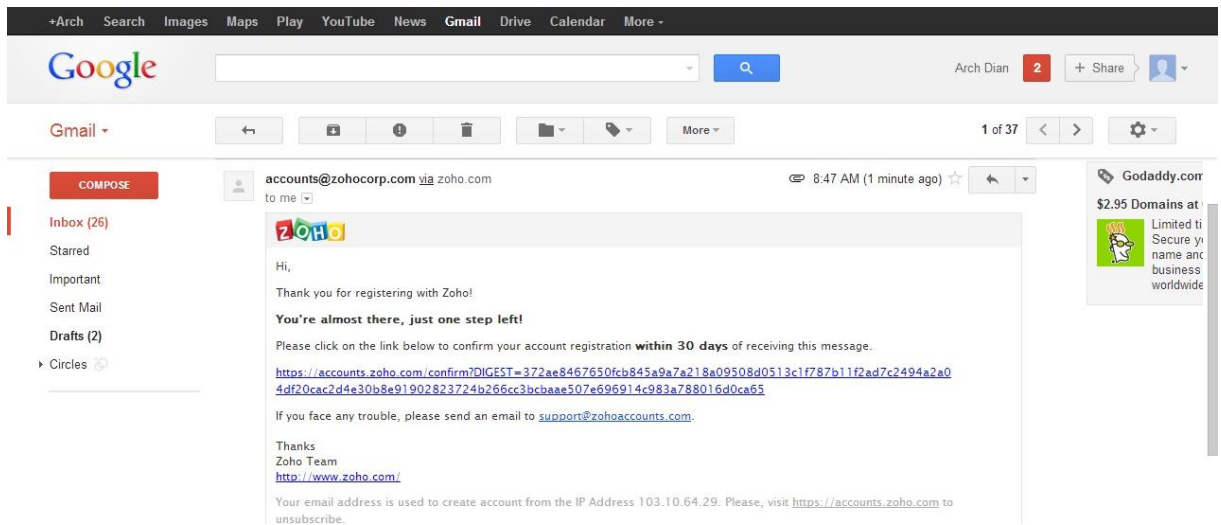 +Arch Search Images Maps Play YouTube News Gmail Drive Calendar More
Google
Arch Dian 2 + Share
Gmail More 1 of 37
COMPOSE
Inbox (26)
Starred
Important
Sent Mail
Drafts (2)
Circles
accounts@zohocorp.com via zoho.com 8:47 AM (1 minute ago)
to me
ZOHO
Hi,
Thank you for registering with Zoho!
You're almost there, just one step left!
Please click on the link below to confirm your account registration within 30 days of receiving this message.
https://accounts.zoho.com/confirm?DIGEST=372ae8467650fcb845a9a7a218a09508d0513c1f787b11f2ad7c2494a2a0
4df20cac2d4e30b8e91902823724b266cc3bcbaae507e696914c983a788016d0ca65
If you face any trouble, please send an email to support@zohoaccounts.com.
Thanks
Zoho Team
http://www.zoho.com/
Your email address is used to create account from the IP Address 103.10.64.29. Please, visit https://accounts.zoho.com to
unsubscribe.
Godaddy.com
$2.95 Domains at
Limited ti
Secure y
name and
business
worldwide